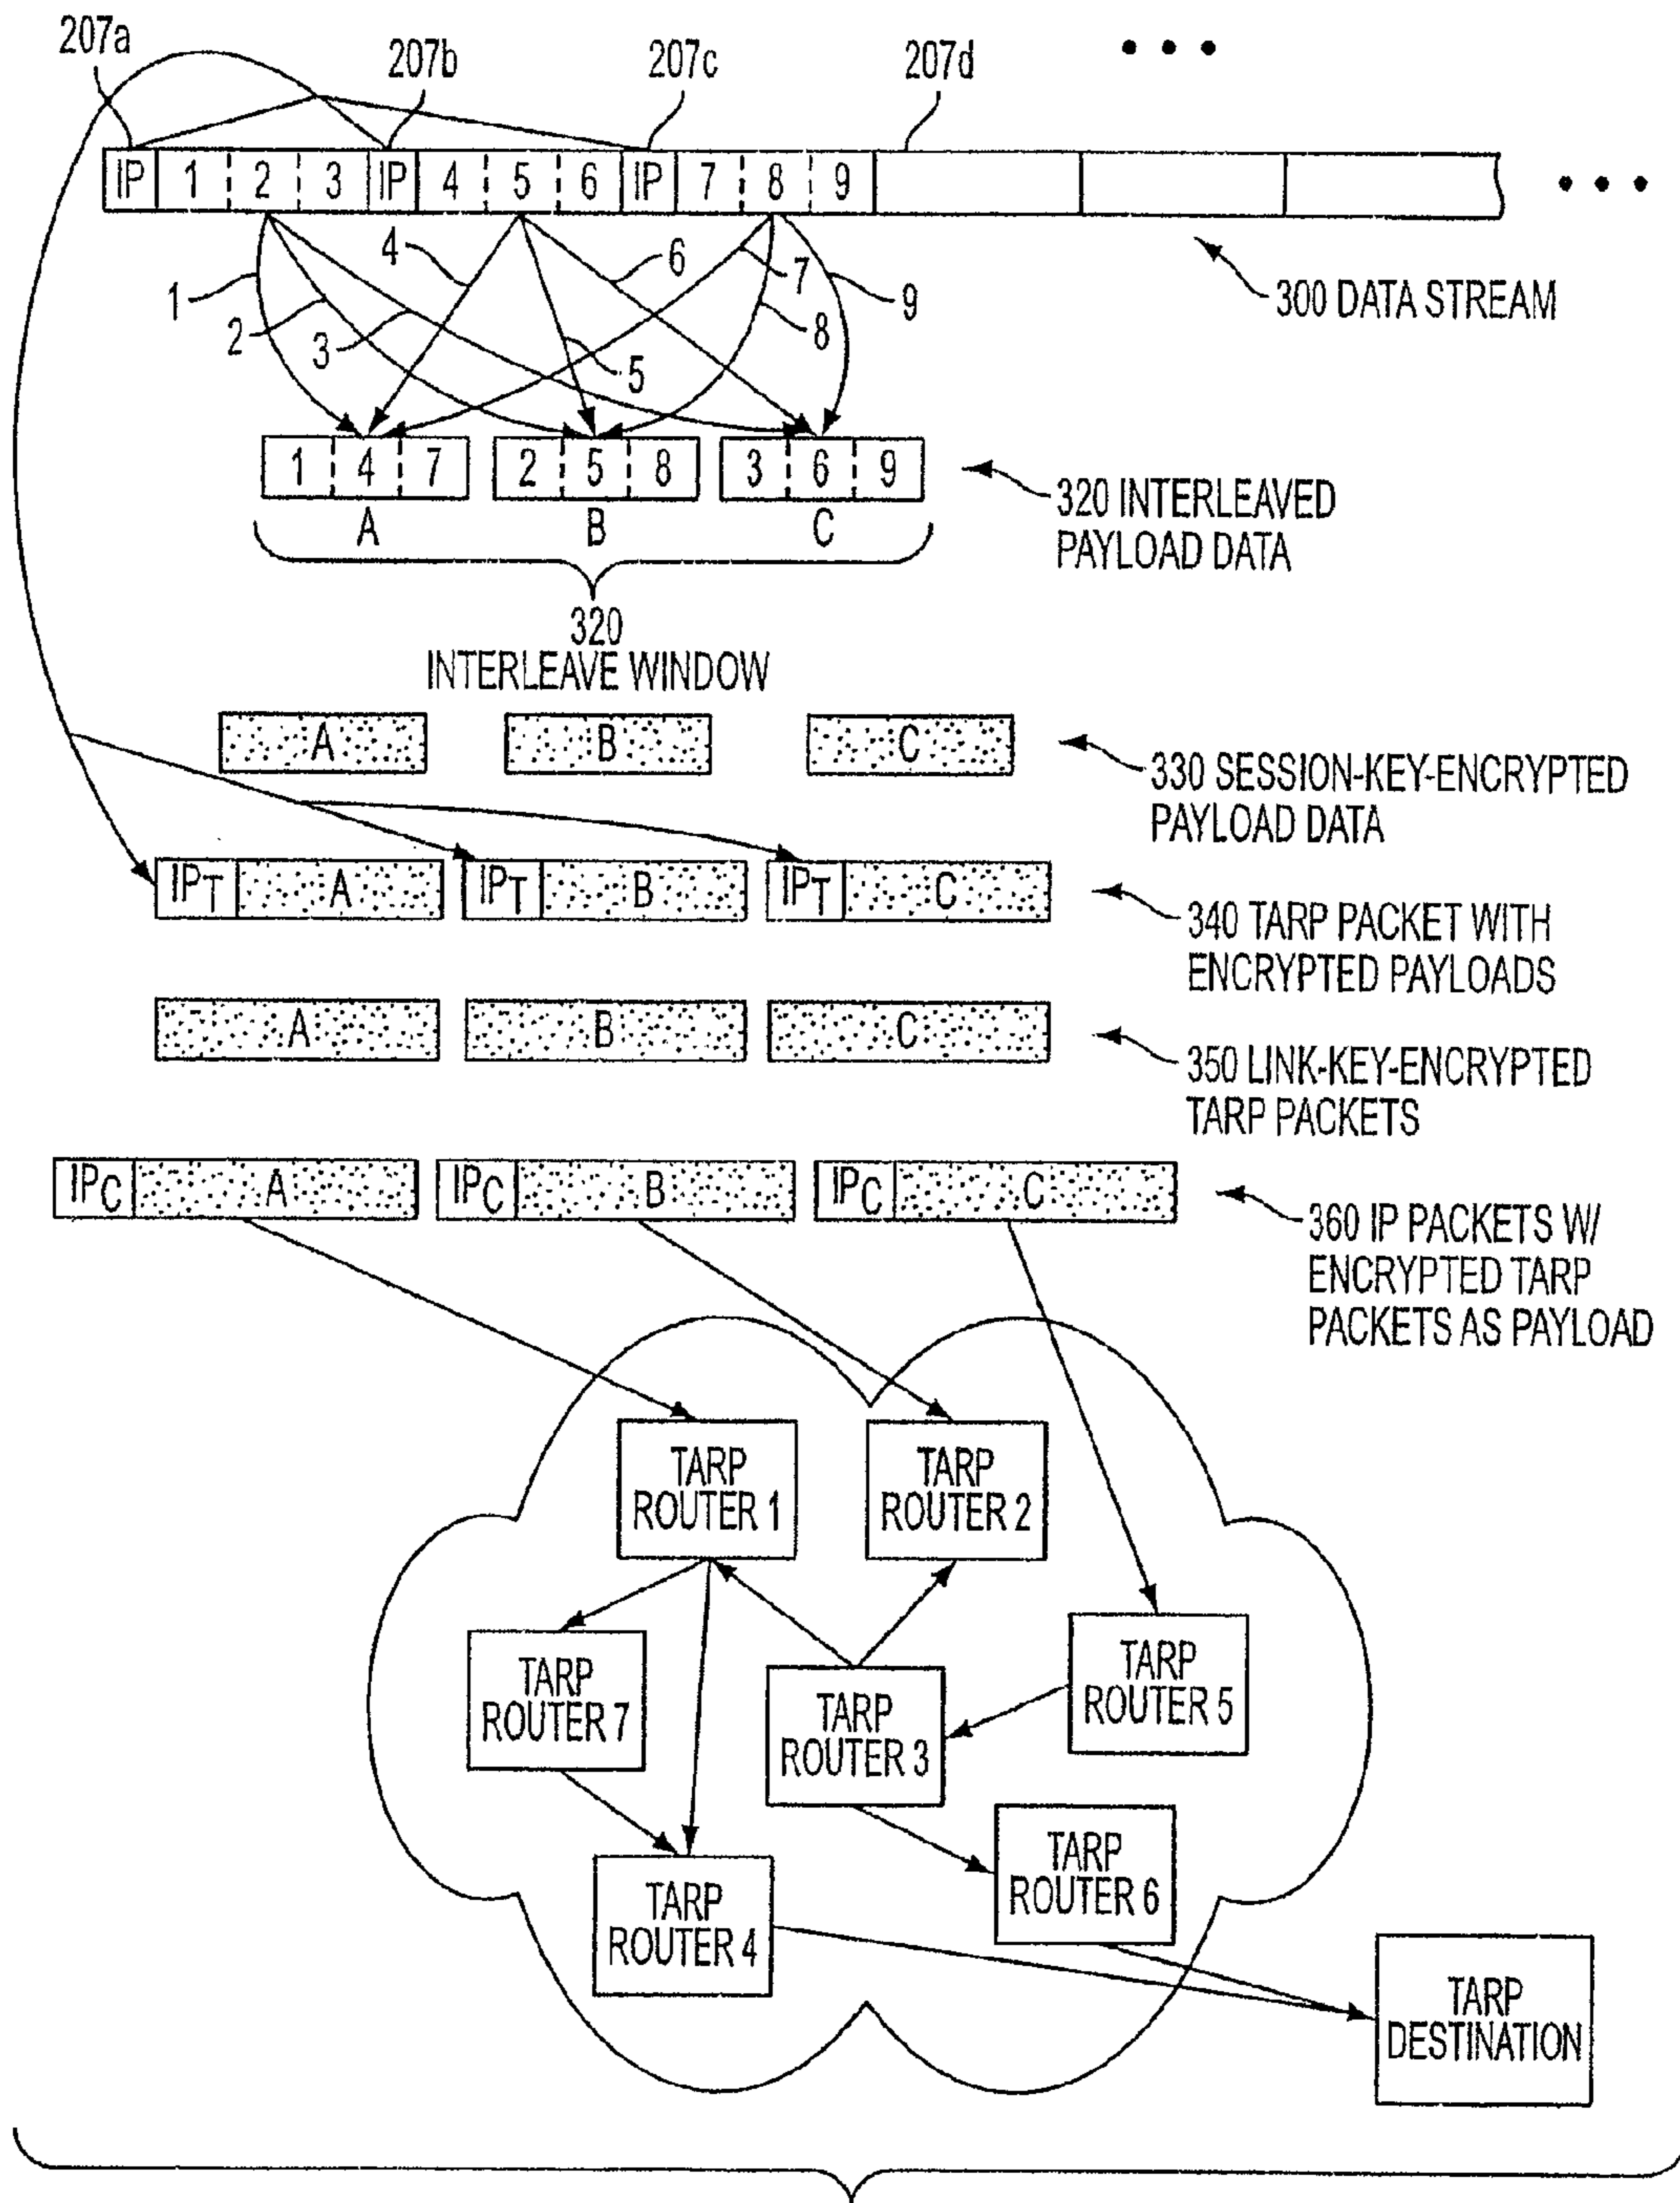 207a 207b 207c 207d
IP 1 2 3 IP 4 5 6 IP 7 8 9
1 2 3 4 5 6 7 8 9
300 DATA STREAM
1 4 7 2 5 8 3 6 9
A B C
320 INTERLEAVED
PAYLOAD DATA
320
INTERLEAVE WINDOW
A B C
330 SESSION-KEY-ENCRYPTED
PAYLOAD DATA
IPT A IPT B IPT C
340 TARP PACKET WITH
ENCRYPTED PAYLOADS
A B C
350 LINK-KEY-ENCRYPTED
TARP PACKETS
IPC A IPC B IPC C
360 IP PACKETS W/
ENCRYPTED TARP
PACKETS AS PAYLOAD
TARP
ROUTER 1
TARP
ROUTER 2
TARP
ROUTER 7
TARP
ROUTER 3
TARP
ROUTER 5
TARP
ROUTER 4
TARP
ROUTER 6
TARP
DESTINATION